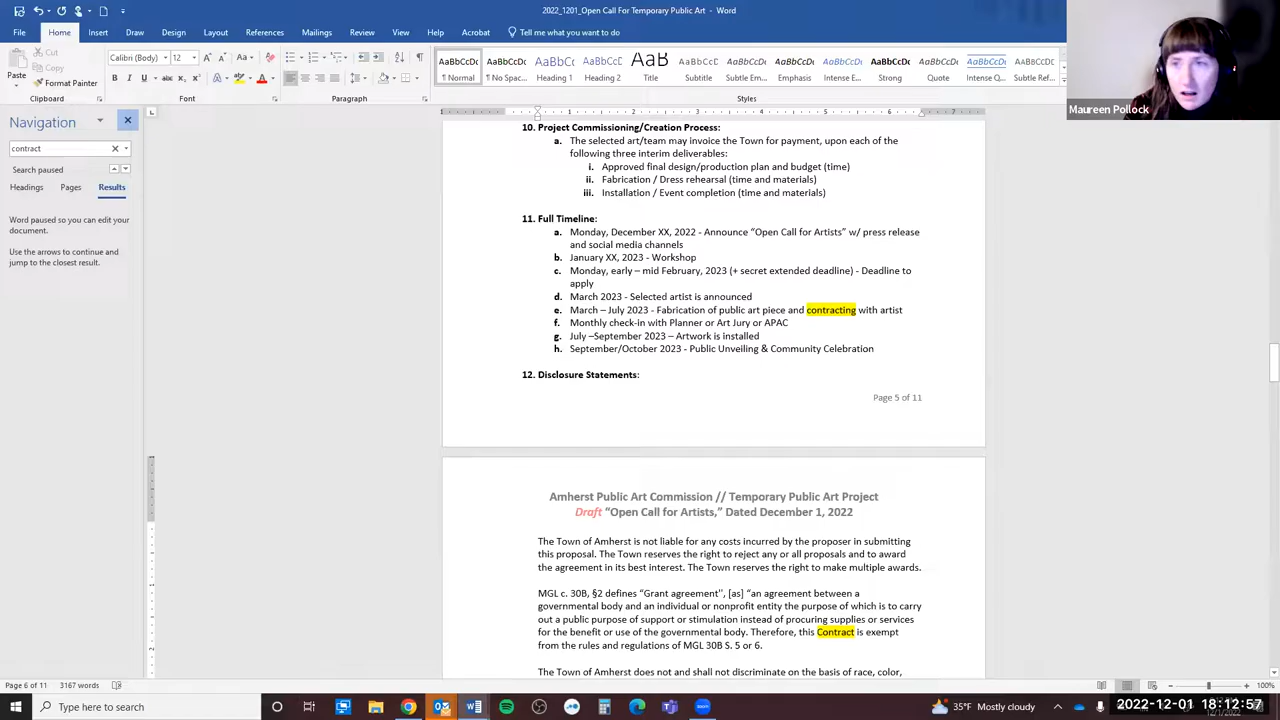 2022_1201_Open Call For Temporary Public Art - Word
File Home Insert Draw Design Layout References Mailings Review View Help Acrobat Tell me what you want to do
Paste
Cut
Copy
Format Painter
Clipboard
Calibri (Body) 12
Font
Paragraph
¶ Normal ¶ No Spac... Heading 1 Heading 2 Title Subtitle Subtle Em... Emphasis Intense E... Strong Quote Intense Q... Subtle Ref...
Styles
Maureen Pollock
Navigation
contract
Search paused
Headings Pages Results
Word paused so you can edit your
document.
Use the arrows to continue and
jump to the closest result.
10. Project Commissioning/Creation Process:
a. The selected art/team may invoice the Town for payment, upon each of the
following three interim deliverables:
i. Approved final design/production plan and budget (time)
ii. Fabrication / Dress rehearsal (time and materials)
iii. Installation / Event completion (time and materials)
11. Full Timeline:
a. Monday, December XX, 2022 - Announce “Open Call for Artists” w/ press release
and social media channels
b. January XX, 2023 - Workshop
c. Monday, early – mid February, 2023 (+ secret extended deadline) - Deadline to
apply
d. March 2023 - Selected artist is announced
e. March – July 2023 - Fabrication of public art piece and contracting with artist
f. Monthly check-in with Planner or Art Jury or APAC
g. July –September 2023 – Artwork is installed
h. September/October 2023 - Public Unveiling & Community Celebration
12. Disclosure Statements:
Page 5 of 11
Amherst Public Art Commission // Temporary Public Art Project
Draft “Open Call for Artists,” Dated December 1, 2022
The Town of Amherst is not liable for any costs incurred by the proposer in submitting
this proposal. The Town reserves the right to reject any or all proposals and to award
the agreement in its best interest. The Town reserves the right to make multiple awards.
MGL c. 30B, §2 defines “Grant agreement'', [as] “an agreement between a
governmental body and an individual or nonprofit entity the purpose of which is to carry
out a public purpose of support or stimulation instead of procuring supplies or services
for the benefit or use of the governmental body. Therefore, this Contract is exempt
from the rules and regulations of MGL 30B S. 5 or 6.
The Town of Amherst does not and shall not discriminate on the basis of race, color,
Page 6 of 11 3167 words 100%
Type here to search
35°F Mostly cloudy
2022-12-01 18:12:57